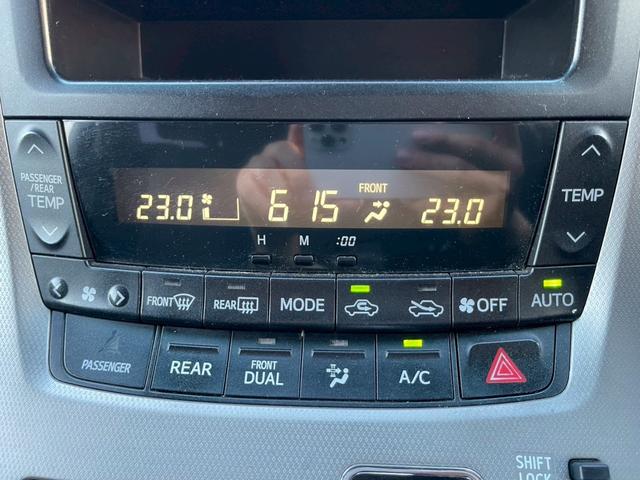 PASSENGER
/REAR
TEMP
FRONT
23.0 6 15 23.0
TEMP
H M :00
FRONT REAR MODE OFF AUTO
PASSENGER REAR FRONT DUAL A/C
SHIFT
LOCK